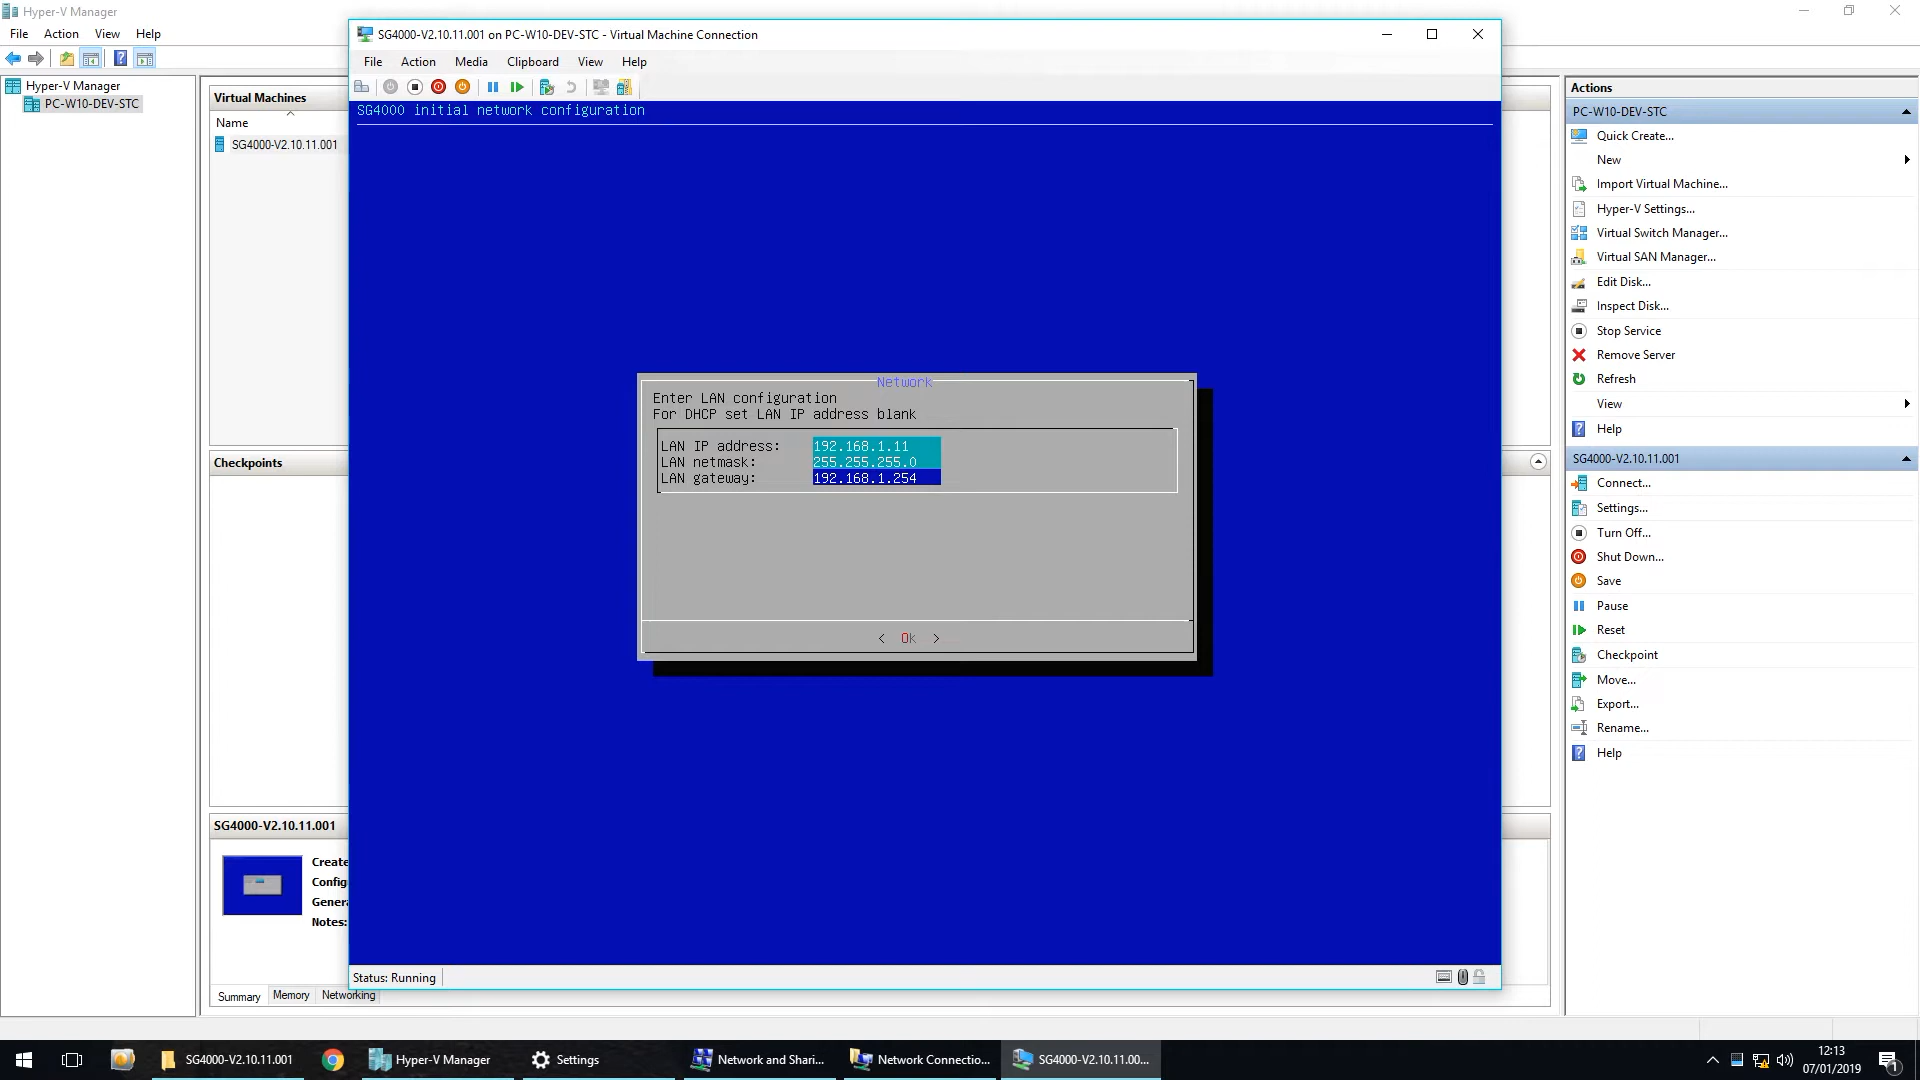 Hyper-V Manager
File Action View Help
Hyper-V Manager
PC-W10-DEV-STC
Virtual Machines
Name
SG4000-V2.10.11.001
Checkpoints
SG4000-V2.10.11.001
Create
Config
Genera
Notes:
Summary Memory Networking
SG4000-V2.10.11.001 on PC-W10-DEV-STC - Virtual Machine Connection
File Action Media Clipboard View Help
SG4000 initial network configuration
Network
Enter LAN configuration
For DHCP set LAN IP address blank
LAN IP address: 192.168.1.11
LAN netmask: 255.255.255.0
LAN gateway: 192.168.1.254
< Ok >
Status: Running
Actions
PC-W10-DEV-STC
Quick Create...
New
Import Virtual Machine...
Hyper-V Settings...
Virtual Switch Manager...
Virtual SAN Manager...
Edit Disk...
Inspect Disk...
Stop Service
Remove Server
Refresh
View
Help
SG4000-V2.10.11.001
Connect...
Settings...
Turn Off...
Shut Down...
Save
Pause
Reset
Checkpoint
Move...
Export...
Rename...
Help
SG4000-V2.10.11.001 Hyper-V Manager Settings Network and Shari... Network Connectio... SG4000-V2.10.11.00...
12:13
07/01/2019
1